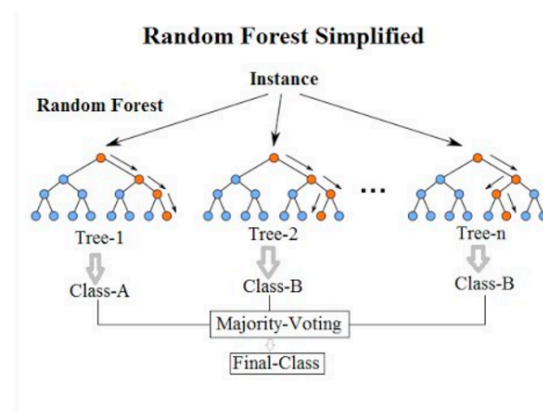 Random Forest Simplified
Instance
Random Forest
...
Tree-1
Tree-2
Tree-n
Class-A
Class-B
Class-B
Majority-Voting
Final-Class